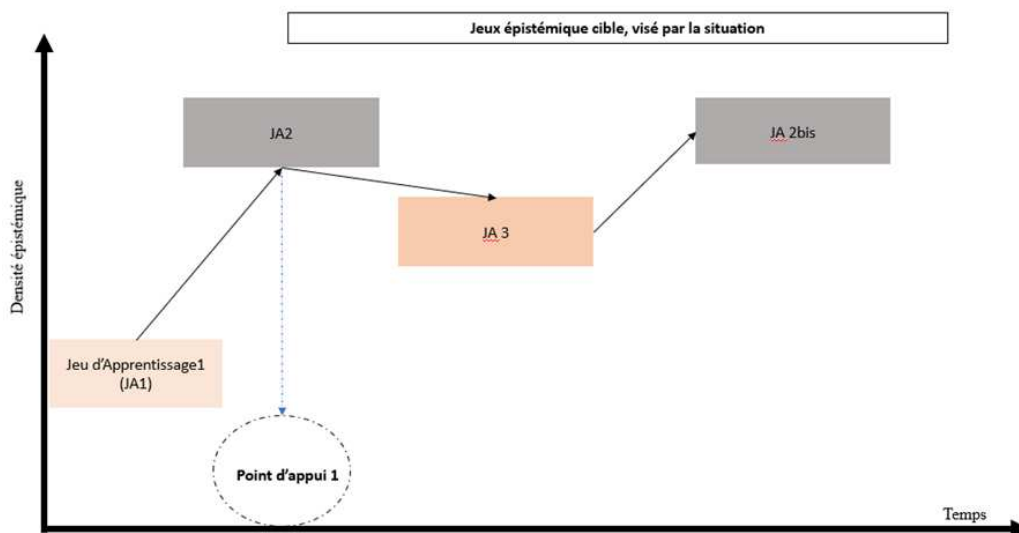 Jeux épistémique cible, visé par la situation
Densité épistémique
JA2
JA 2bis
JA 3
Jeu d'Apprentissage1
(JA1)
Point d'appui 1
Temps